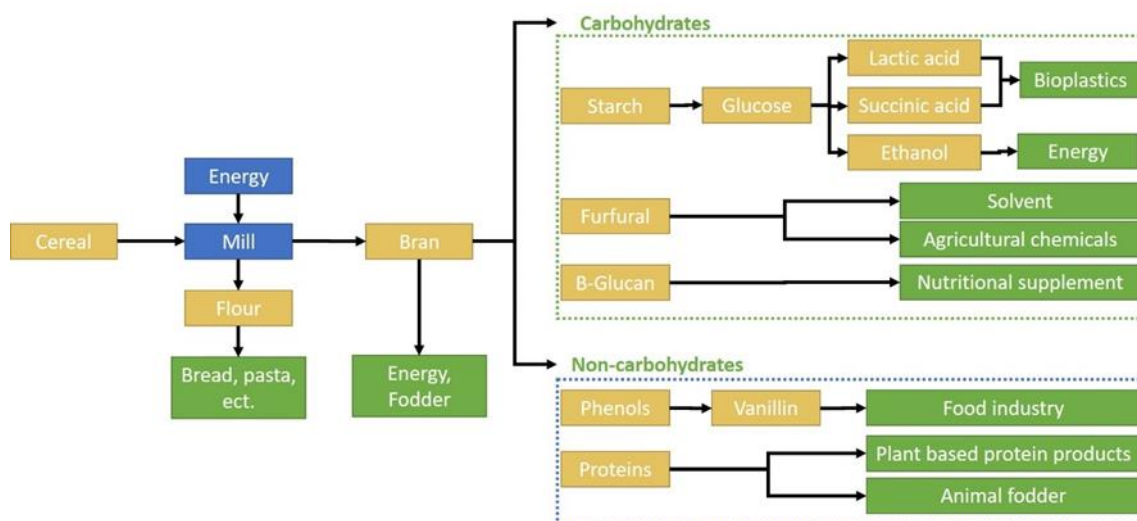 Carbohydrates
Lactic acid
Bioplastics
Starch
Glucose
Succinic acid
Ethanol
Energy
Energy
Furfural
Solvent
Cereal
Mill
Bran
Agricultural chemicals
B-Glucan
Nutritional supplement
Flour
Non-carbohydrates
Bread, pasta,
ect.
Energy,
Fodder
Phenols
Vanillin
Food industry
Proteins
Plant based protein products
Animal fodder